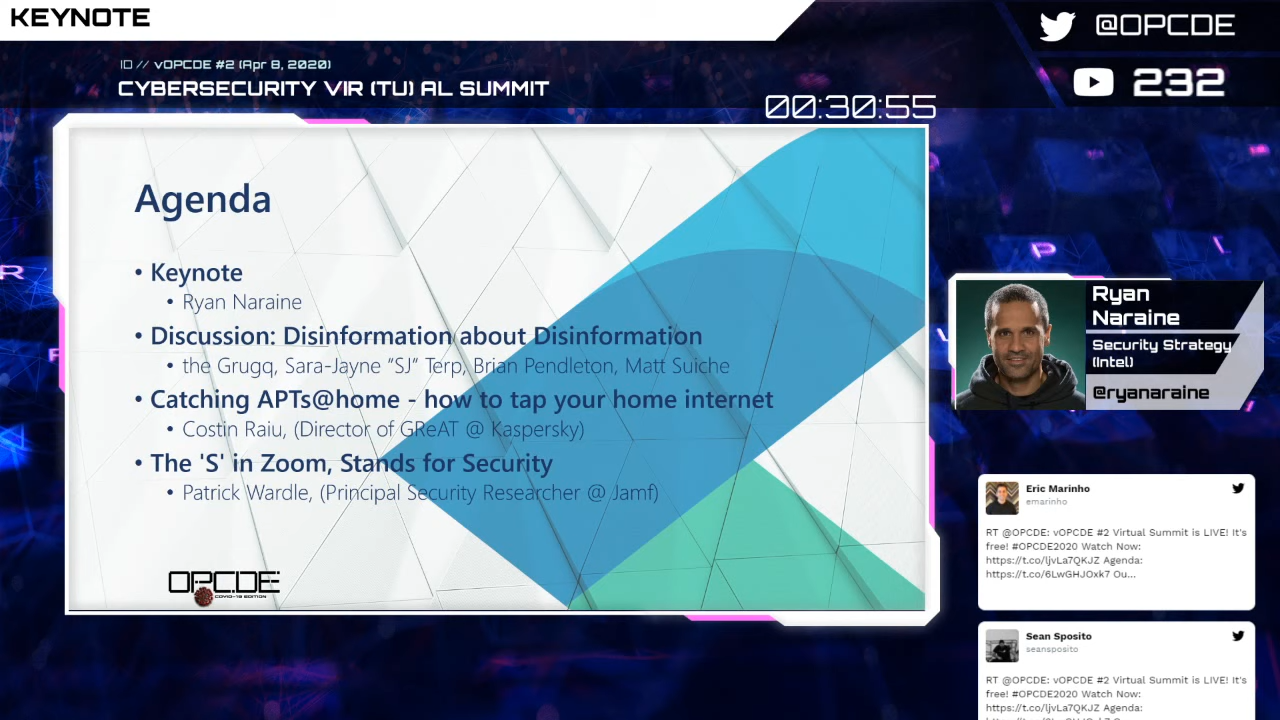 KEYNOTE
@OPCDE
ID // vOPCDE #2 (Apr 8, 2020)
CYBERSECURITY VIR (TU) AL SUMMIT
232
00:30:55
Agenda
• Keynote
• Ryan Naraine
• Discussion: Disinformation about Disinformation
• the Grugq, Sara-Jayne “SJ” Terp, Brian Pendleton, Matt Suiche
• Catching APTs@home - how to tap your home internet
• Costin Raiu, (Director of GReAT @ Kaspersky)
• The 'S' in Zoom, Stands for Security
• Patrick Wardle, (Principal Security Researcher @ Jamf)
OPCDE
COVID-19 EDITION
Ryan
Naraine
Security Strategy
(Intel)
@ryanaraine
Eric Marinho
emarinho
RT @OPCDE: vOPCDE #2 Virtual Summit is LIVE! It's
free! #OPCDE2020 Watch Now:
https://t.co/ljvLa7QKJZ Agenda:
https://t.co/6LwGHJOxk7 Ou...
Sean Sposito
seansposito
RT @OPCDE: vOPCDE #2 Virtual Summit is LIVE! It's
free! #OPCDE2020 Watch Now:
https://t.co/ljvLa7QKJZ Agenda:
R
P
L